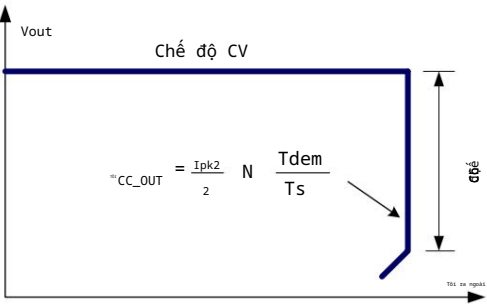 Vout
Chế độ CV
CC_OUT = Ipk2 / 2 N Tdem / Ts
Tôi ra ngoài